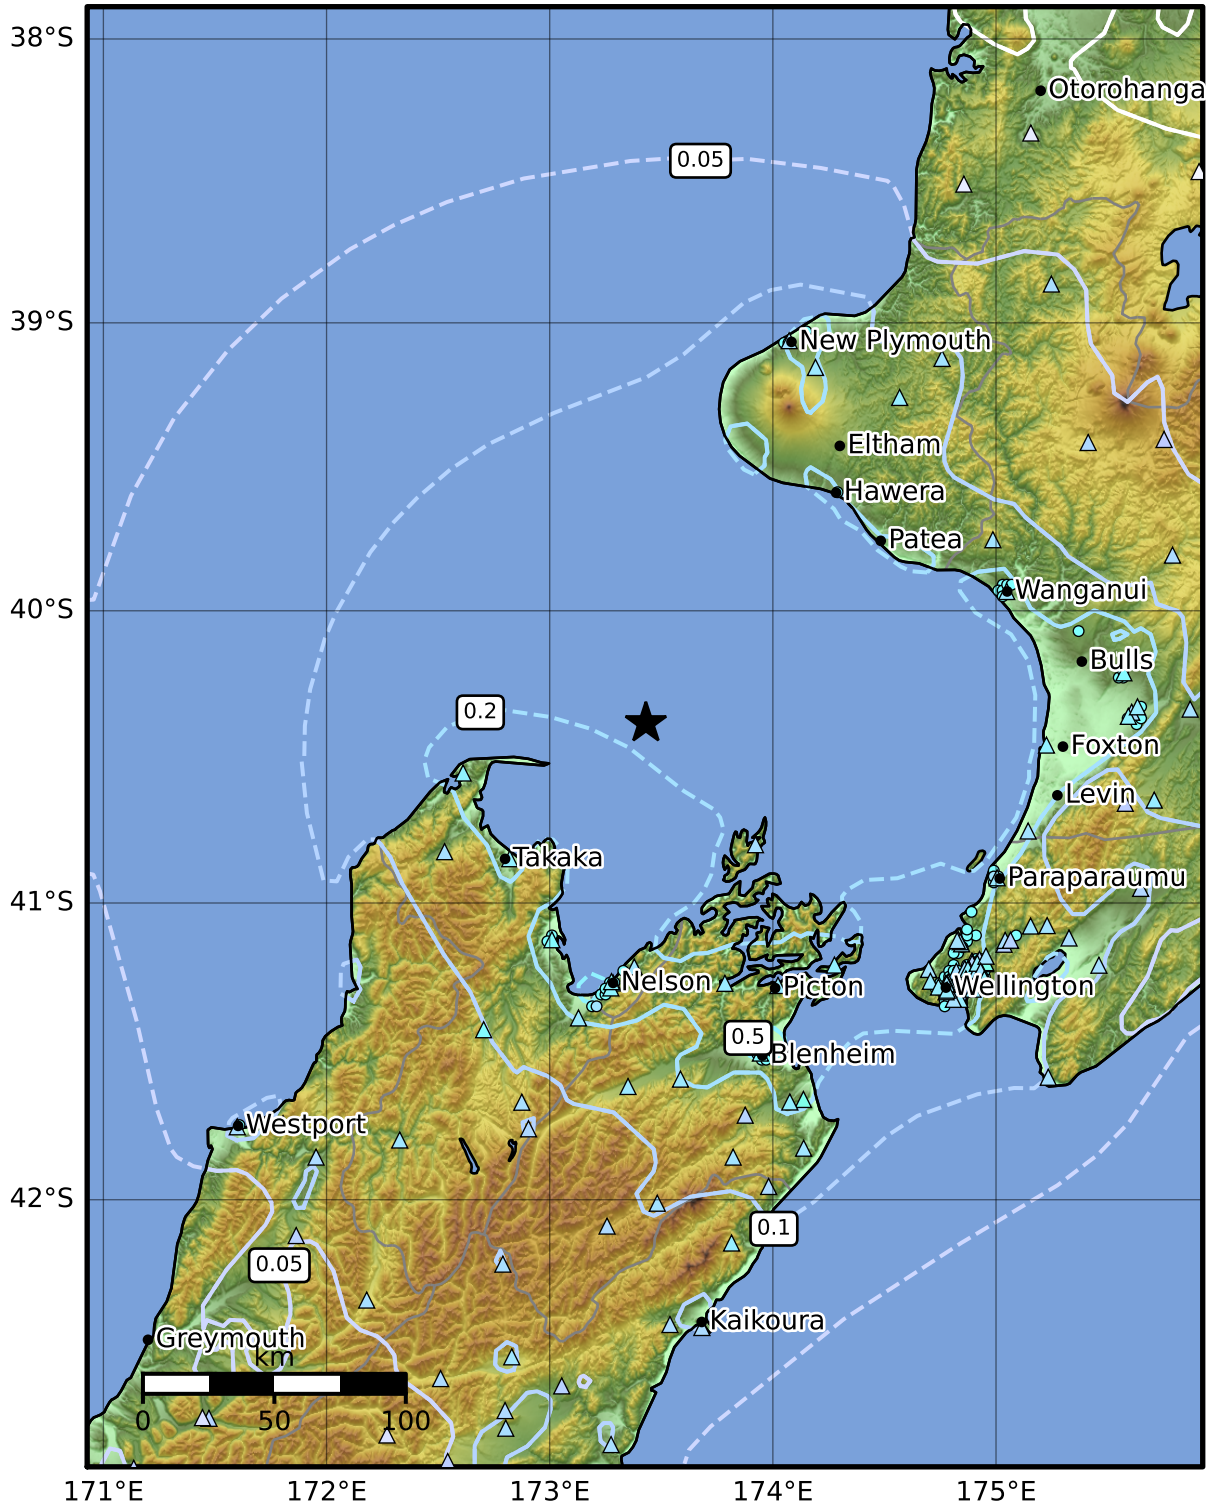 38°S
Otorohanga
0.05
39°S
New Plymouth
Eltham
Hawera
Patea
40°S
Wanganui
Bulls
0.2
Foxton
Levin
Takaka
Paraparaumu
41°S
Nelson
Picton
Wellington
0.5
Blenheim
Westport
42°S
0.1
0.05
Kaikoura
Greymouth
km
0 50 100
171°E 172°E 173°E 174°E 175°E